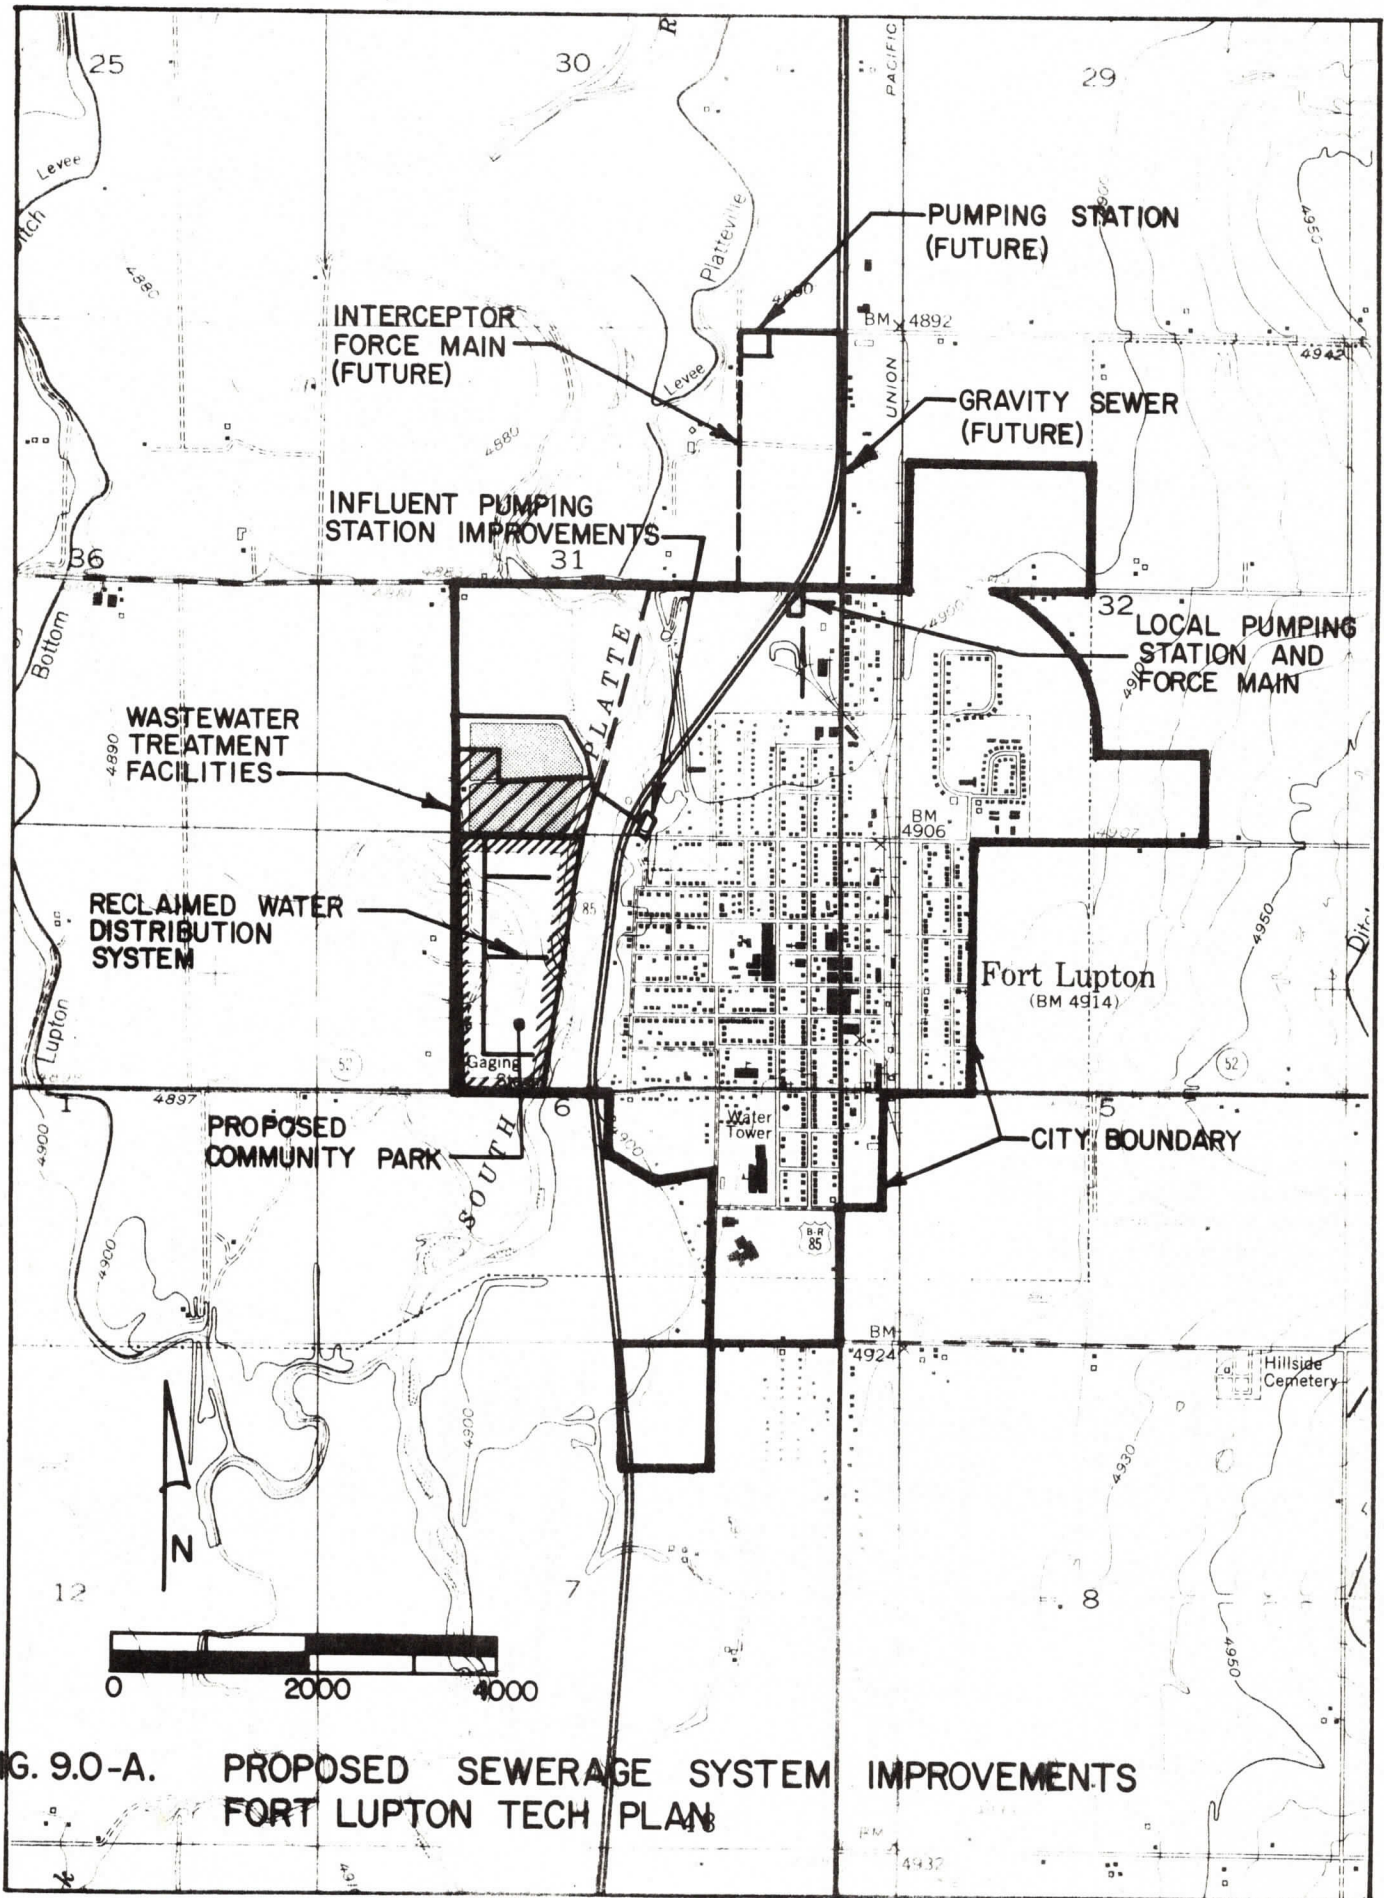 25
30
29
R
PACIFIC
Levee
Platteville
4950
4880
PUMPING STATION
(FUTURE)
INTERCEPTOR
FORCE MAIN
(FUTURE)
BM 4892
4942
Levee
UNION
GRAVITY SEWER
(FUTURE)
4880
INFLUENT PUMPING
STATION IMPROVEMENTS
36
31
32
Bottom
PLATTE
LOCAL PUMPING
STATION AND
FORCE MAIN
WASTEWATER
TREATMENT
FACILITIES
4890
BM
4906
RECLAIMED WATER
DISTRIBUTION
SYSTEM
85
4950
Fort Lupton
(BM 4914)
Lupton
52
Gaging
52
1
4897
6
5
4900
PROPOSED
COMMUNITY PARK
Water
Tower
4900
CITY BOUNDARY
SOUTH
4900
B-R
85
BM
4924
Hillside
Cemetery
4900
4930
N
12
7
8
4950
0 2000 4000
IG. 9.0-A. PROPOSED SEWERAGE SYSTEM IMPROVEMENTS
FORT LUPTON TECH PLAN
48
BM
4932